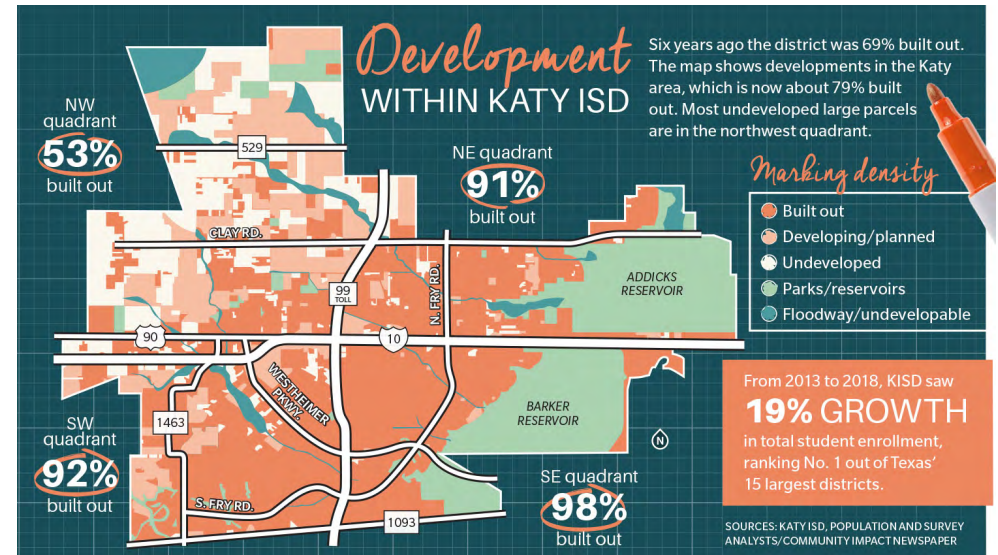 Development
WITHIN KATY ISD
Six years ago the district was 69% built out.
The map shows developments in the Katy
area, which is now about 79% built
out. Most undeveloped large parcels
are in the northwest quadrant.
NW
quadrant
53%
built out
NE quadrant
91%
built out
Marking density
Built out
Developing/planned
Undeveloped
Parks/reservoirs
Floodway/undevelopable
529
CLAY RD.
99
TOLL
N. FRY RD.
ADDICKS
RESERVOIR
90
10
WESTHEIMER
PKWY.
BARKER
RESERVOIR
1463
S. FRY RD.
1093
N
SW
quadrant
92%
built out
SE quadrant
98%
built out
From 2013 to 2018, KISD saw
19% GROWTH
in total student enrollment,
ranking No. 1 out of Texas’
15 largest districts.
SOURCES: KATY ISD, POPULATION AND SURVEY
ANALYSTS/COMMUNITY IMPACT NEWSPAPER